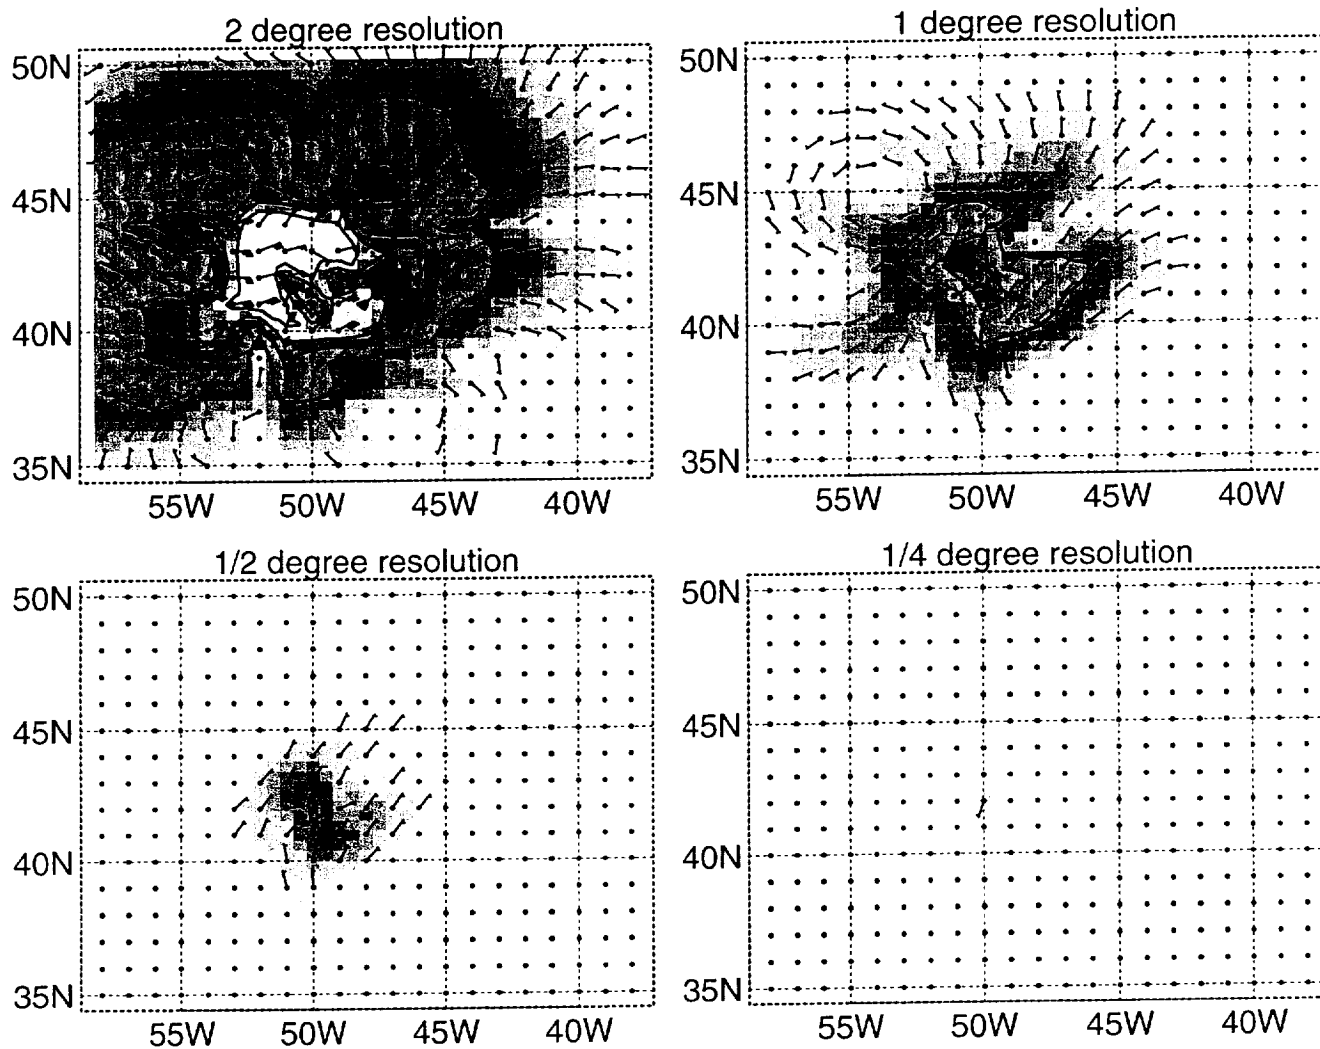 2 degree resolution
50N
45N
40N
35N
55W 50W 45W 40W
1 degree resolution
50N
45N
40N
35N
55W 50W 45W 40W
1/2 degree resolution
50N
45N
40N
35N
55W 50W 45W 40W
1/4 degree resolution
50N
45N
40N
35N
55W 50W 45W 40W